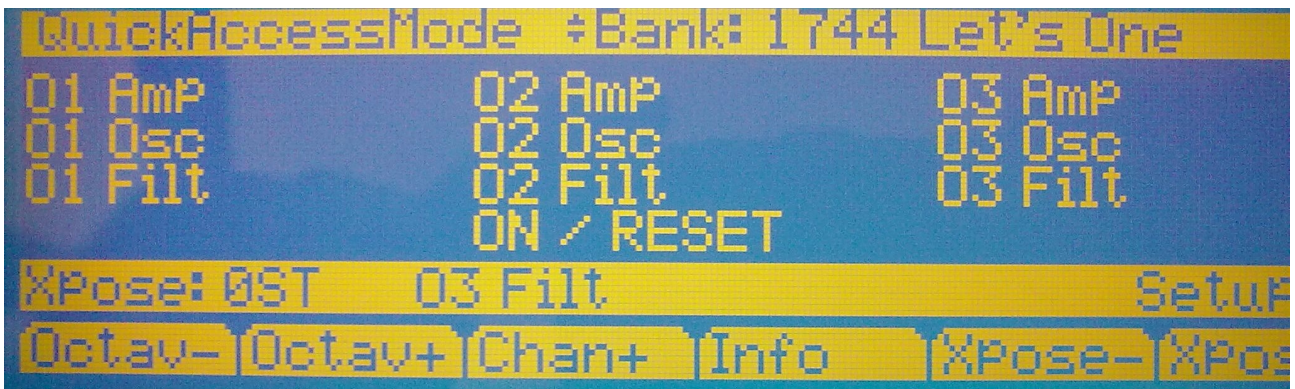 QuickAccessMode ÷Bank: 1744 Let's One
01 Amp 02 Amp 03 Amp
01 Osc 02 Osc 03 Osc
01 Filt 02 Filt 03 Filt
ON / RESET
Xpose: 0ST 03 Filt Setup
Octav- Octav+ Chan+ Info Xpose- Xpos